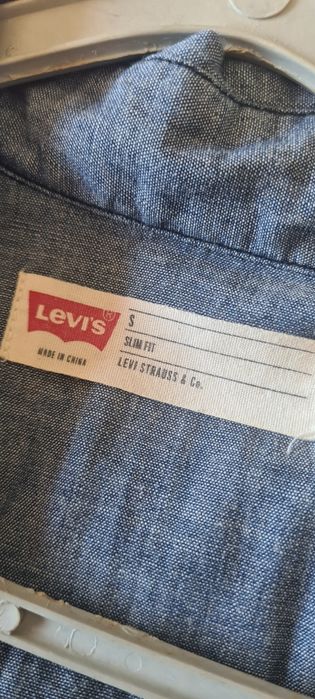 LEVI'S®
MADE IN CHINA
S
SLIM FIT
LEVI STRAUSS & Co.